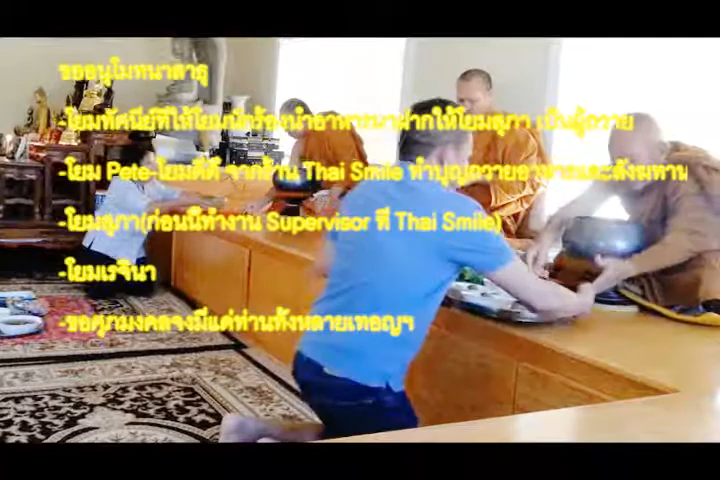 ขออนุโมทนาสาธุ
-โยมทัศนีย์ที่ให้โยมนักร้องนำอาหารมาฝากให้โยมสุภา เป็นผู้ถวาย
-โยม Pete-โยมดีดี้ จากร้าน Thai Smile ทำบุญถวายอาหารและสังฆทาน
-โยมสุภา(ก่อนนี้ทำงาน Supervisor ที่ Thai Smile)
-โยมเรจินา
-ขอศุภมงคลจงมีแด่ท่านทั้งหลายเทอญฯ